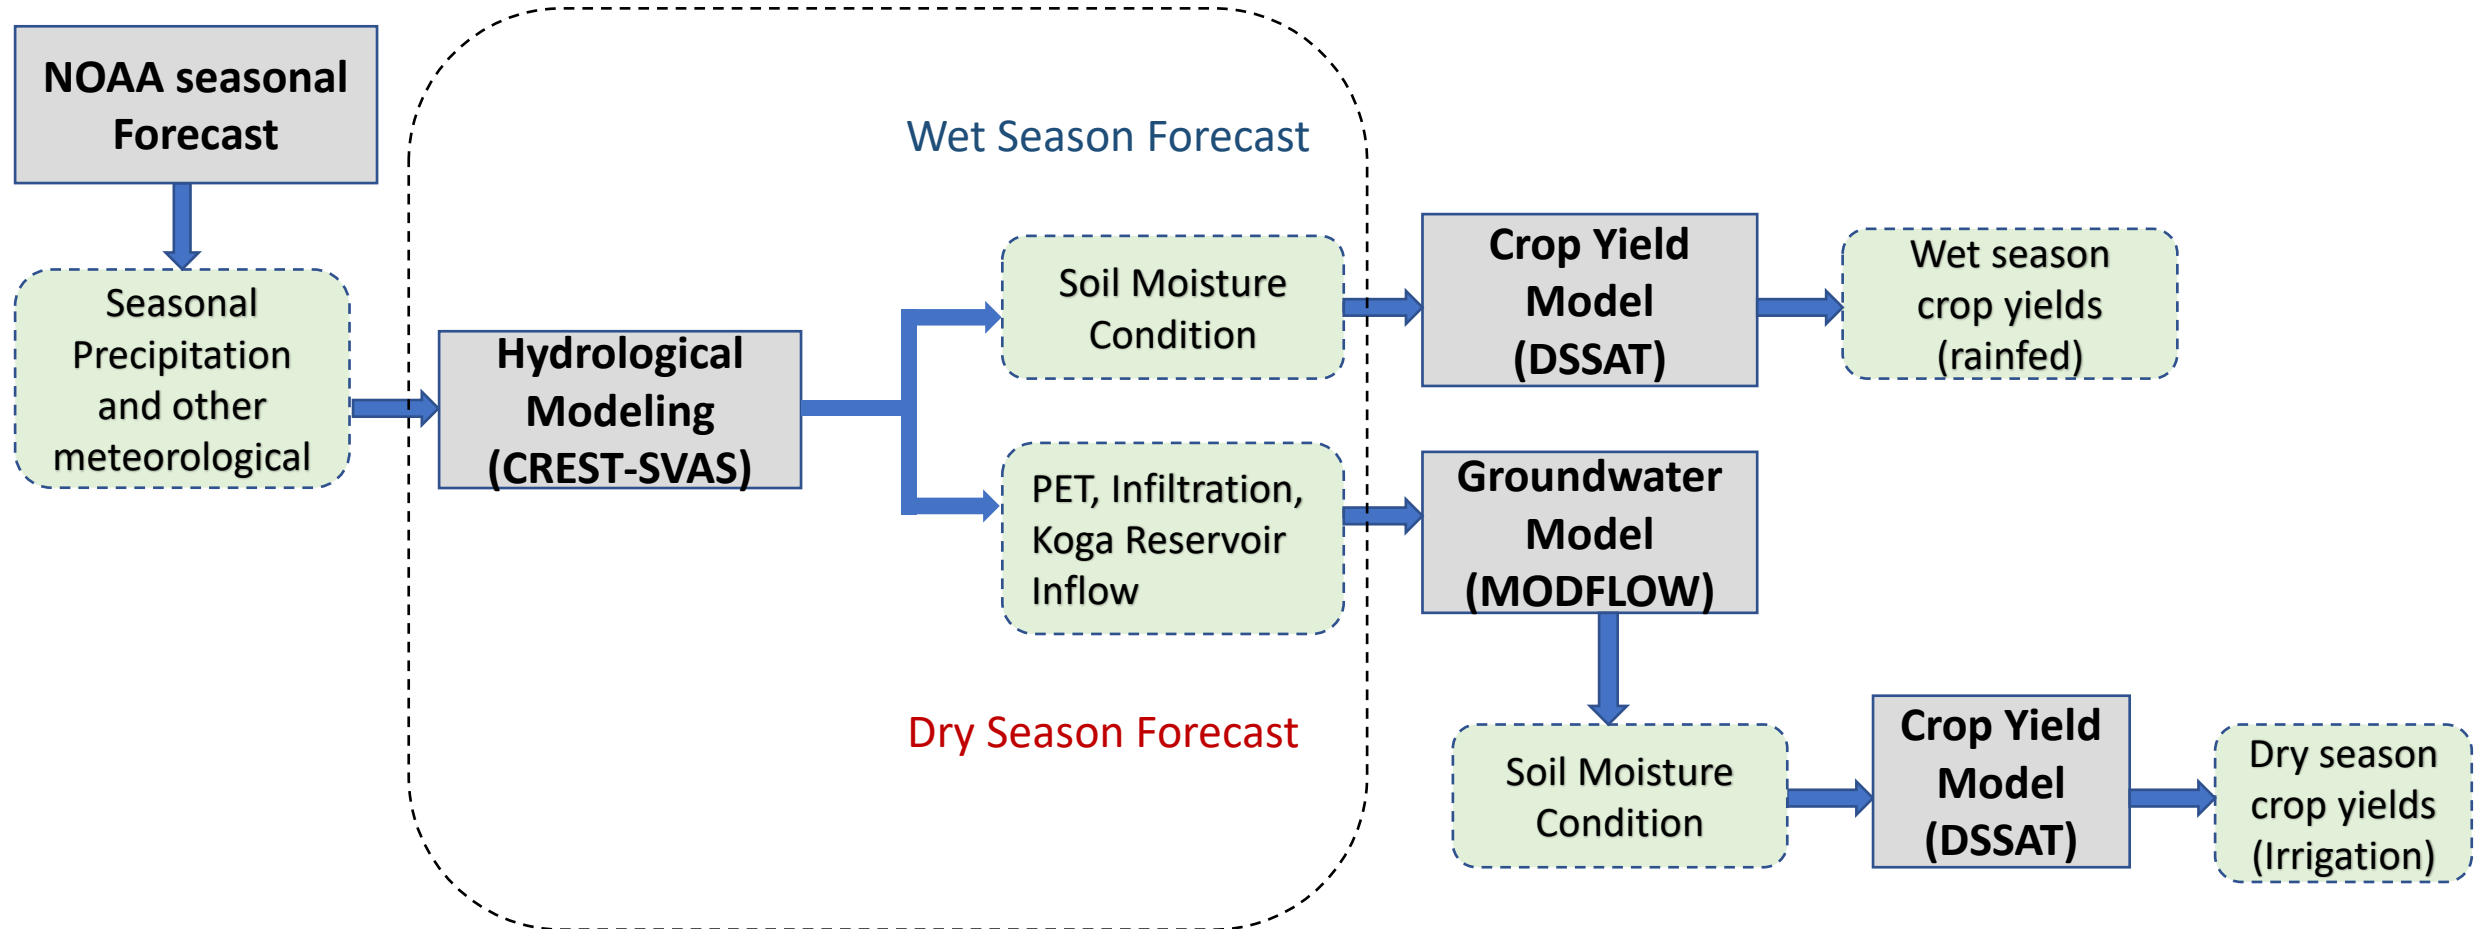 NOAA seasonal
Forecast
Seasonal
Precipitation
and other
meteorological
Hydrological
Modeling
(CREST-SVAS)
Wet Season Forecast
Soil Moisture
Condition
Crop Yield
Model
(DSSAT)
Wet season
crop yields
(rainfed)
PET, Infiltration,
Koga Reservoir
Inflow
Groundwater
Model
(MODFLOW)
Dry Season Forecast
Soil Moisture
Condition
Crop Yield
Model
(DSSAT)
Dry season
crop yields
(Irrigation)